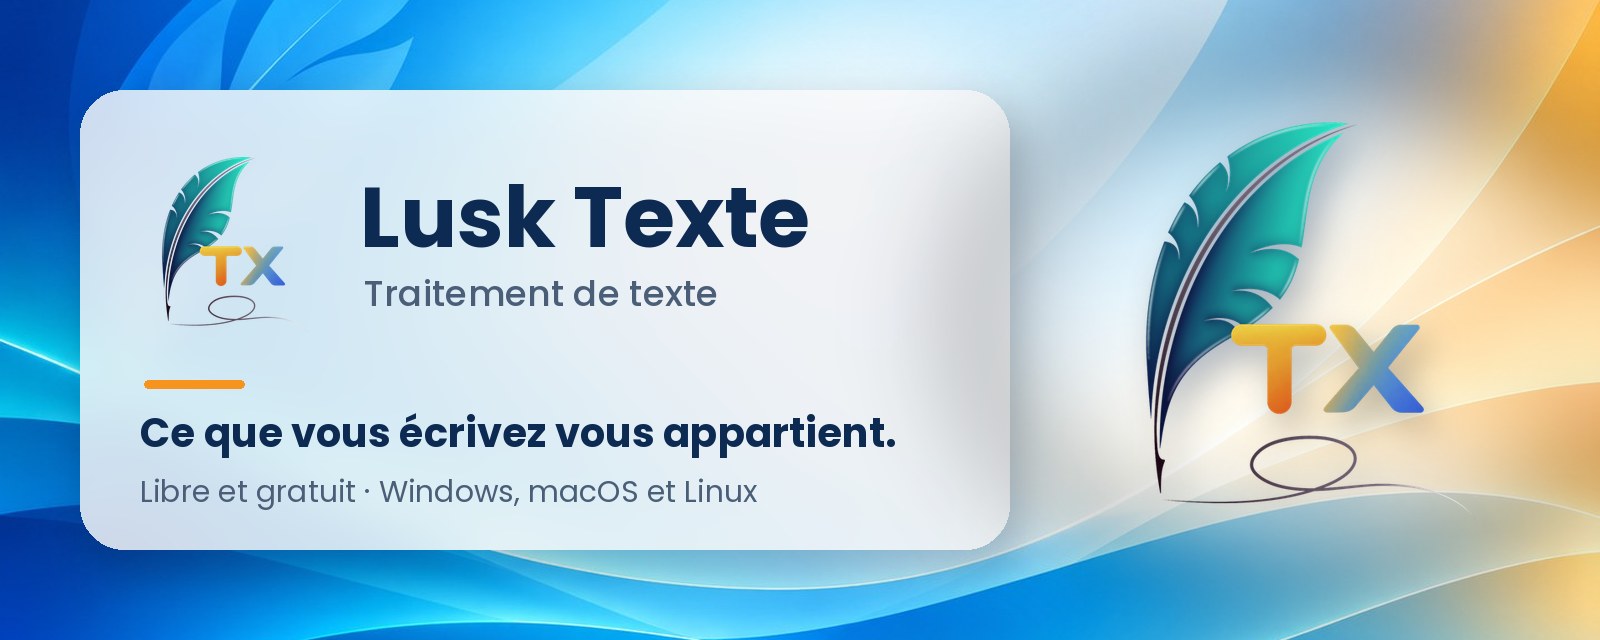 TX
Lusk Texte
Traitement de texte
Ce que vous écrivez vous appartient.
Libre et gratuit · Windows, macOS et Linux
TX